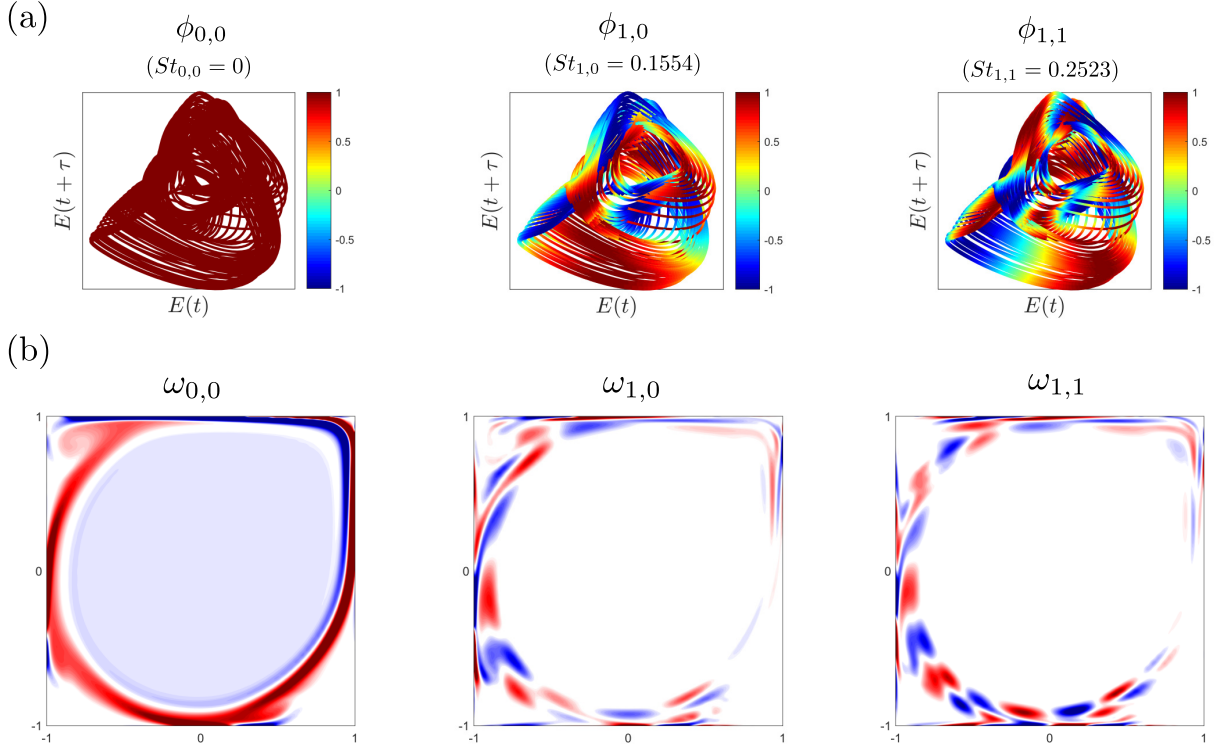 (a)
ϕ0,0 ϕ1,0 ϕ1,1
(St0,0 = 0) (St1,0 = 0.1554) (St1,1 = 0.2523)
1 1 1
0.5 0.5 0.5
E(t + τ) 0 E(t + τ) 0 E(t + τ) 0
-0.5 -0.5 -0.5
-1 -1 -1
E(t) E(t) E(t)
(b)
ω0,0 ω1,0 ω1,1
1 1 1
0 0 0
-1 -1 -1
-1 0 1 -1 0 1 -1 0 1